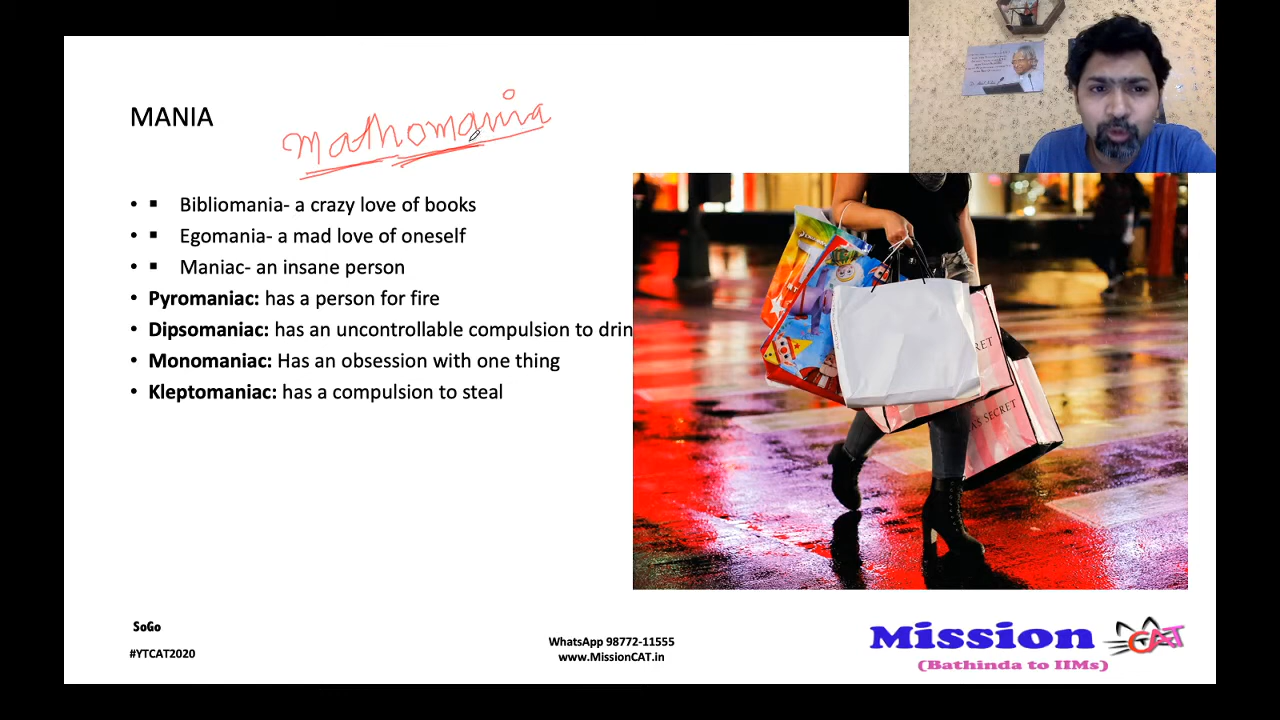 MANIA
mathomania
• ▪ Bibliomania- a crazy love of books
• ▪ Egomania- a mad love of oneself
• ▪ Maniac- an insane person
• Pyromaniac: has a person for fire
• Dipsomaniac: has an uncontrollable compulsion to drin
• Monomaniac: Has an obsession with one thing
• Kleptomaniac: has a compulsion to steal
RET
'S SECRET
SoGo
#YTCAT2020
WhatsApp 98772-11555
www.MissionCAT.in
Mission CAT
(Bathinda to IIMs)